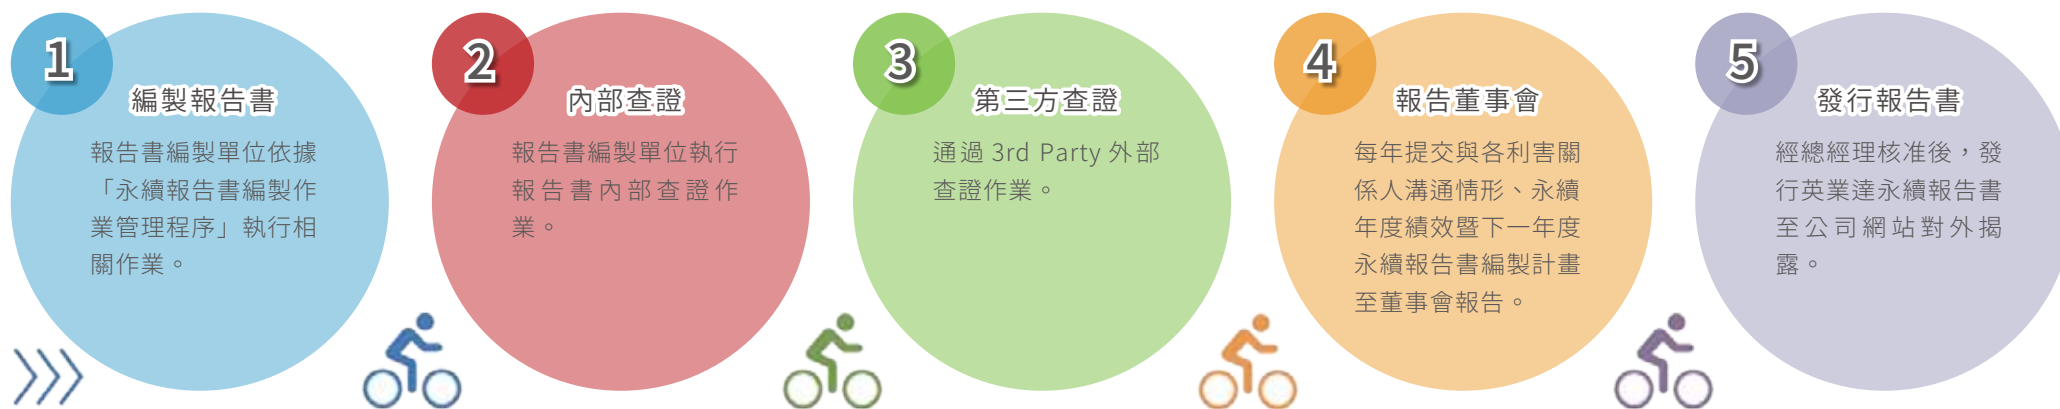 1
編製報告書
報告書編製單位依據
「永續報告書編製作
業管理程序」執行相
關作業。
2
內部查證
報告書編製單位執行
報告書內部查證作
業。
3
第三方查證
通過 3rd Party 外部
查證作業。
4
報告董事會
每年提交與各利害關
係人溝通情形、永續
年度績效暨下一年度
永續報告書編製計畫
至董事會報告。
5
發行報告書
經總經理核准後，發
行英業達永續報告書
至公司網站對外揭
露。